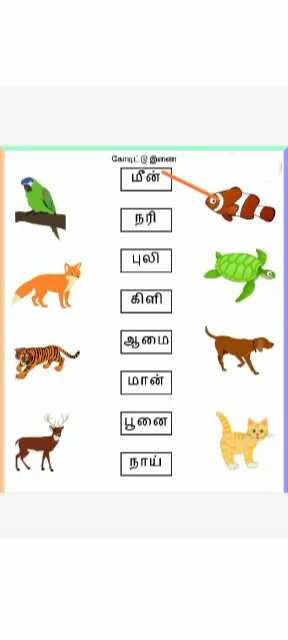 கோடிட்டு இணை
மீன்
நரி
புலி
கிளி
ஆமை
மான்
பூனை
நாய்